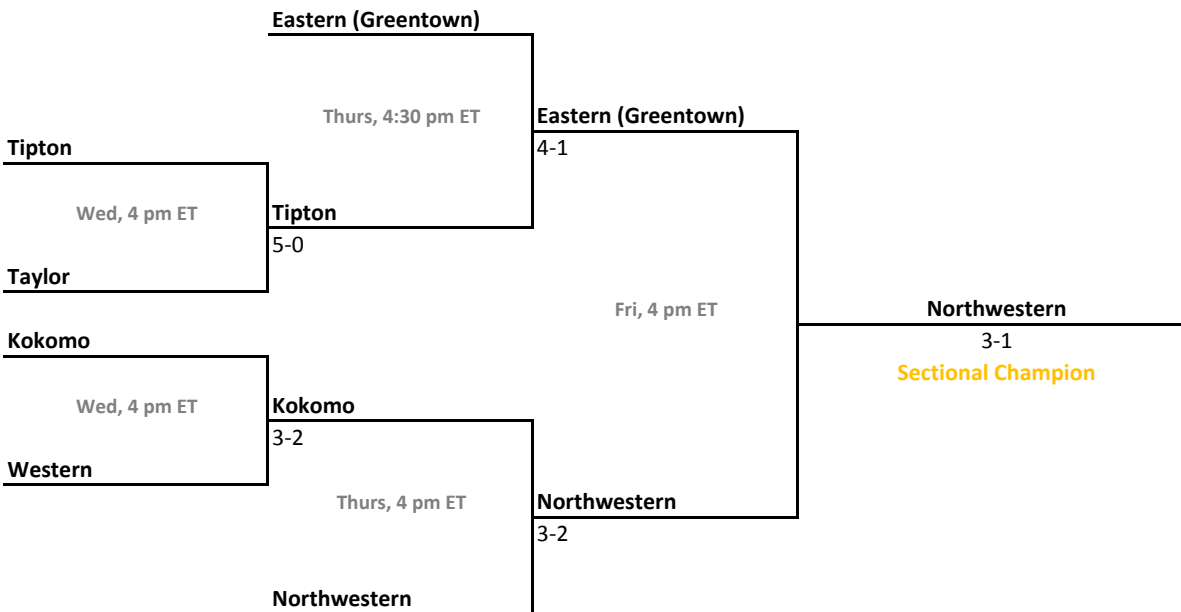 Eastern (Greentown)
Thurs, 4:30 pm ET
Eastern (Greentown)
4-1
Tipton
Wed, 4 pm ET
Tipton
5-0
Taylor
Fri, 4 pm ET
Northwestern
3-1
Sectional Champion
Kokomo
Wed, 4 pm ET
Kokomo
3-2
Western
Thurs, 4 pm ET
Northwestern
3-2
Northwestern